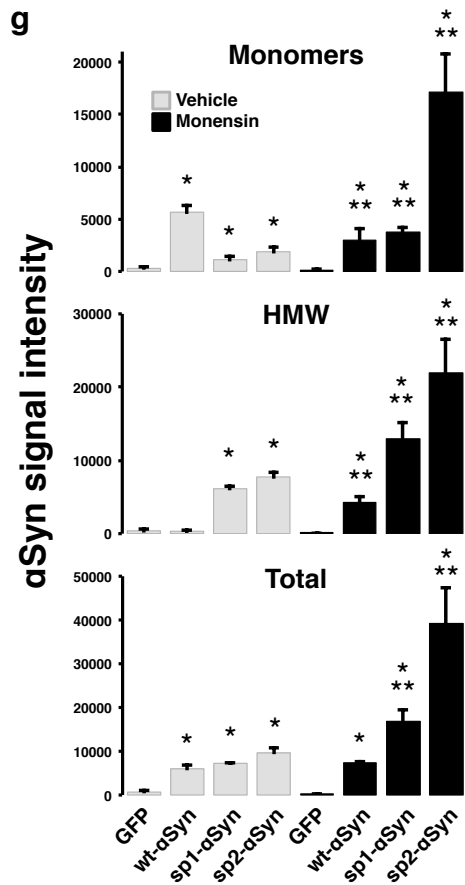 g
Monomers
Vehicle
Monensin
20000
15000
10000
5000
0
*
*
*
*
**
*
**
*
**
HMW
30000
20000
10000
0
*
*
*
**
*
**
*
**
Total
50000
40000
30000
20000
10000
0
*
*
*
*
*
**
*
**
αSyn signal intensity
GFP
wt-αSyn
sp1-αSyn
sp2-αSyn
GFP
wt-αSyn
sp1-αSyn
sp2-αSyn